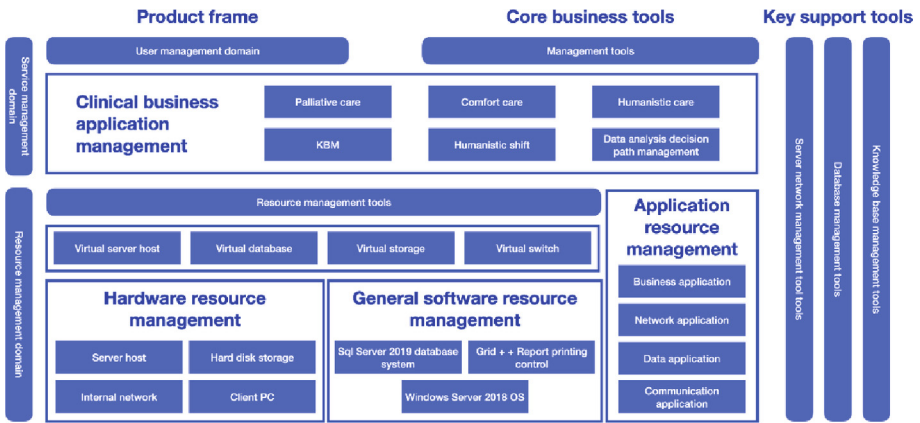 Product frame
Core business tools
Key support tools
Service management
domain
User management domain
Management tools
Clinical business
application
management
Palliative care
Comfort care
Humanistic care
KBM
Humanistic shift
Data analysis decision
path management
Resource management domain
Resource management tools
Virtual server host
Virtual database
Virtual storage
Virtual switch
Hardware resource
management
Server host
Hard disk storage
Internal network
Client PC
General software resource
management
Sql Server 2019 database
system
Grid + + Report printing
control
Windows Server 2018 OS
Application
resource
management
Business application
Network application
Data application
Communication
application
Server network management tool tools
Database management tools
Knowledge base management tools